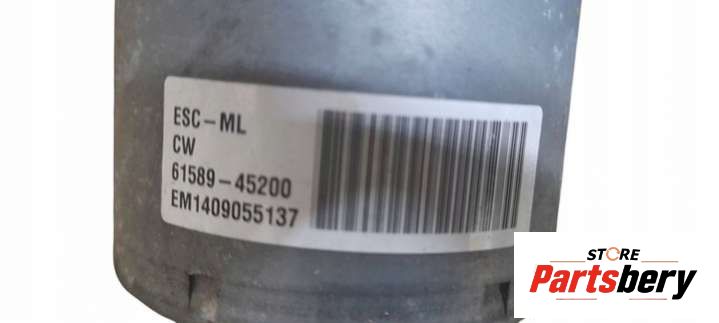 ESC-ML
CW
61589-45200
EM1409055137
STORE
Partsbery